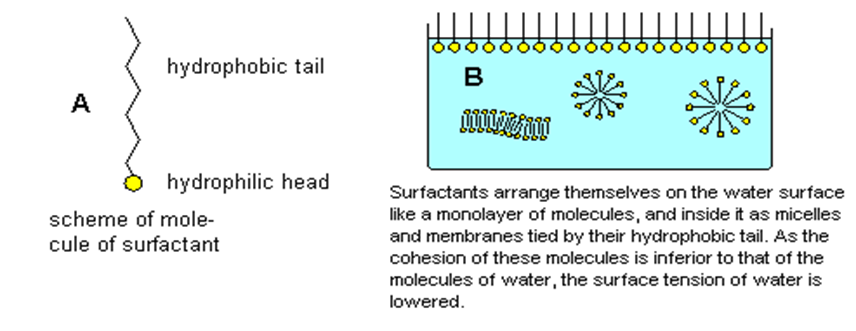 A
hydrophobic tail
hydrophilic head
scheme of mole-
cule of surfactant
B
Surfactants arrange themselves on the water surface
like a monolayer of molecules, and inside it as micelles
and membranes tied by their hydrophobic tail. As the
cohesion of these molecules is inferior to that of the
molecules of water, the surface tension of water is
lowered.